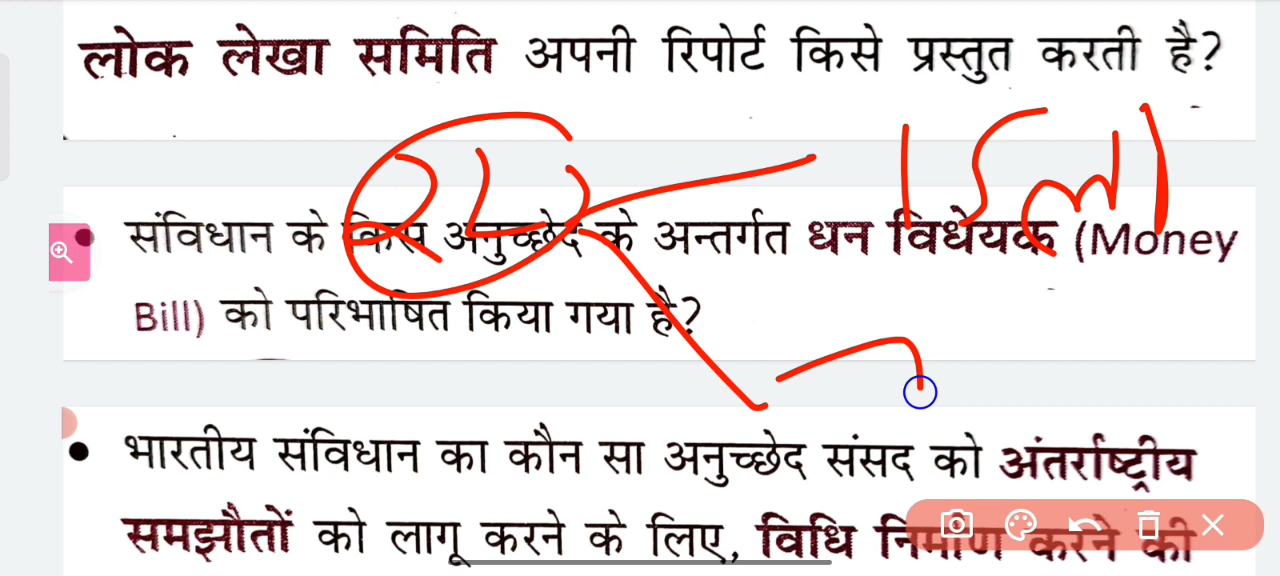 लोक लेखा समिति अपनी रिपोर्ट किसे प्रस्तुत करती है?
संविधान के किस अनुच्छेद के अन्तर्गत धन विधेयक (Money
Bill) को परिभाषित किया गया है?
भारतीय संविधान का कौन सा अनुच्छेद संसद को अंतर्राष्ट्रीय
समझौतों को लागू करने के लिए, विधि निर्माण करने की